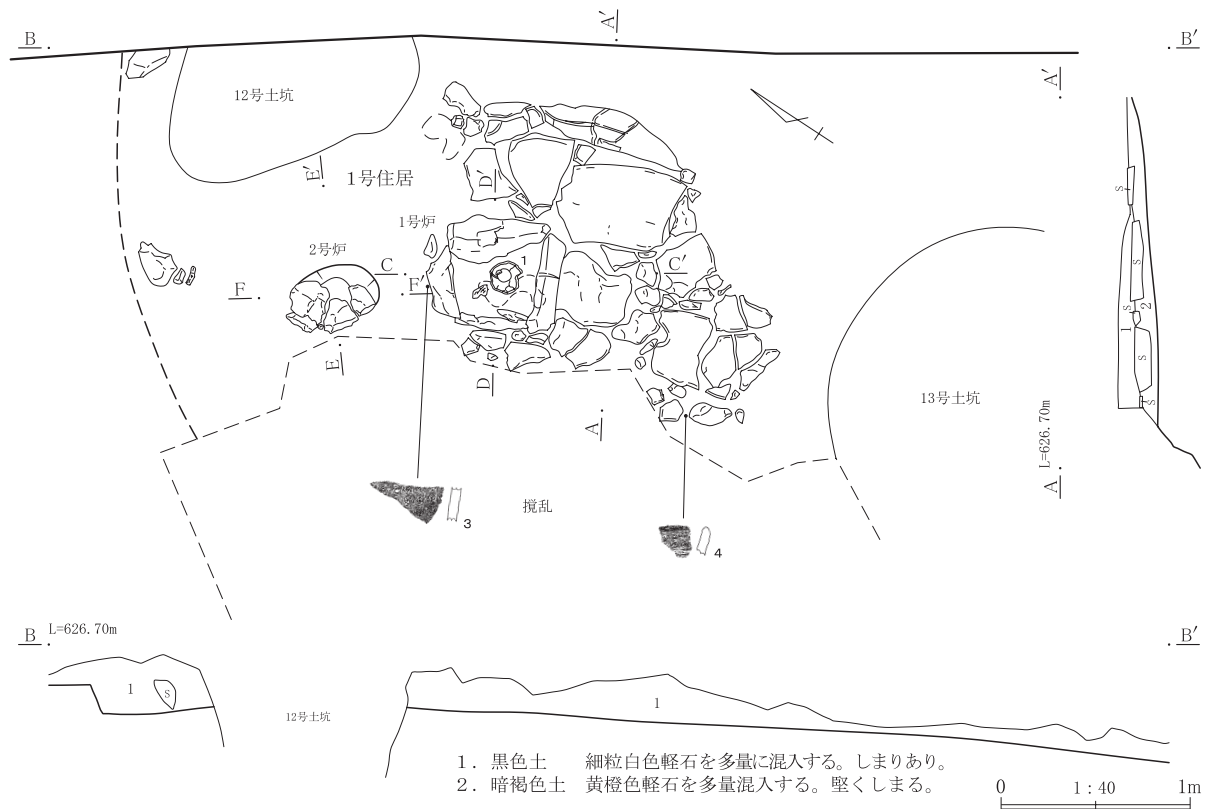 B
A′
B′
A′
12号土坑
E′
1号住居
D′
1号炉
2号炉
C
1
C′
F
F′
E
D
A
13号土坑
L=626.70m
A
S
S
S
2
1
S
S
3
攪乱
4
B L=626.70m
B′
1
S
12号土坑
1
1. 黒色土 細粒白色軽石を多量に混入する。しまりあり。
2. 暗褐色土 黄橙色軽石を多量混入する。堅くしまる。
0 1:40 1m